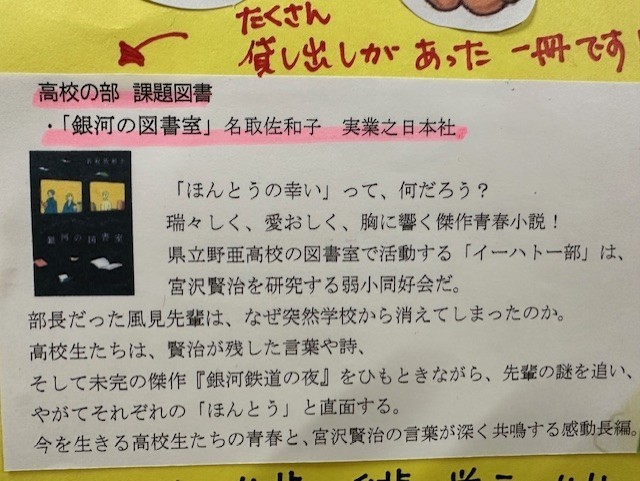 たくさん
貸し出しが あった 一冊です！
高校の部 課題図書
・「銀河の図書室」名取佐和子 実業之日本社
銀河の図書室
「ほんとうの幸い」って、何だろう？
瑞々しく、愛おしく、胸に響く傑作青春小説！
県立野亜高校の図書室で活動する「イーハトー部」は、
宮沢賢治を研究する弱小同好会だ。
部長だった風見先輩は、なぜ突然学校から消えてしまったのか。
高校生たちは、賢治が残した言葉や詩、
そして未完の傑作『銀河鉄道の夜』をひもときながら、先輩の謎を追い、
やがてそれぞれの「ほんとう」と直面する。
今を生きる高校生たちの青春と、宮沢賢治の言葉が深く共鳴する感動長編。